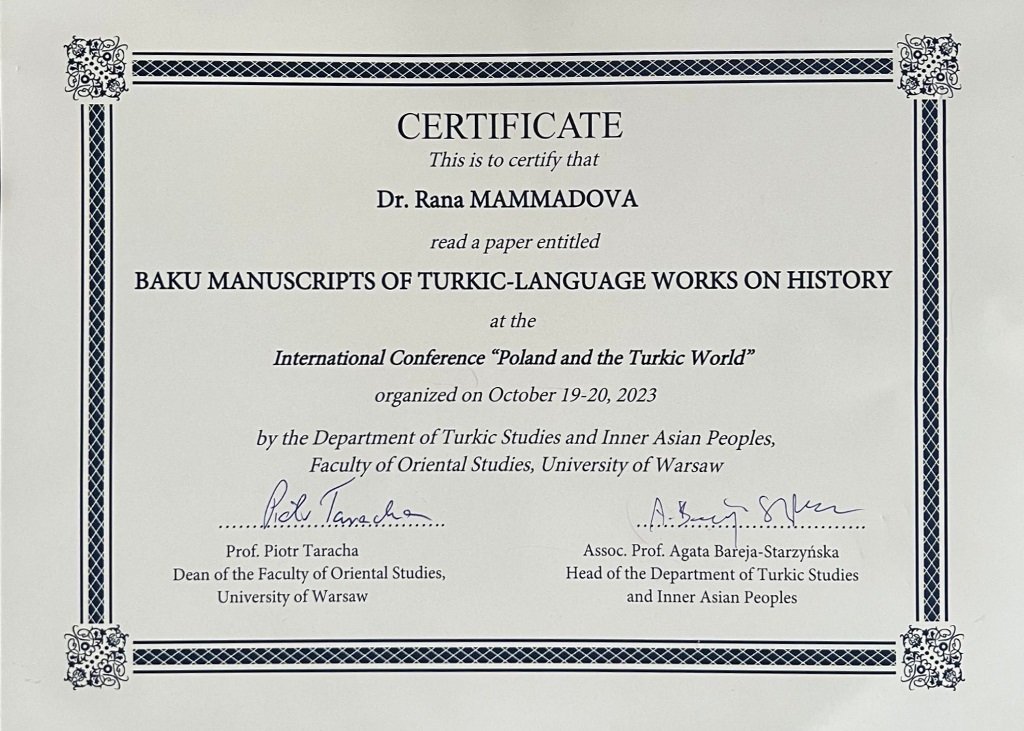 CERTIFICATE
This is to certify that
Dr. Rana MAMMADOVA
read a paper entitled
BAKU MANUSCRIPTS OF TURKIC-LANGUAGE WORKS ON HISTORY
at the
International Conference “Poland and the Turkic World”
organized on October 19-20, 2023
by the Department of Turkic Studies and Inner Asian Peoples,
Faculty of Oriental Studies, University of Warsaw
Piotr Taracha
Prof. Piotr Taracha
Dean of the Faculty of Oriental Studies,
University of Warsaw
Assoc. Prof. Agata Bareja-Starzyńska
Head of the Department of Turkic Studies
and Inner Asian Peoples